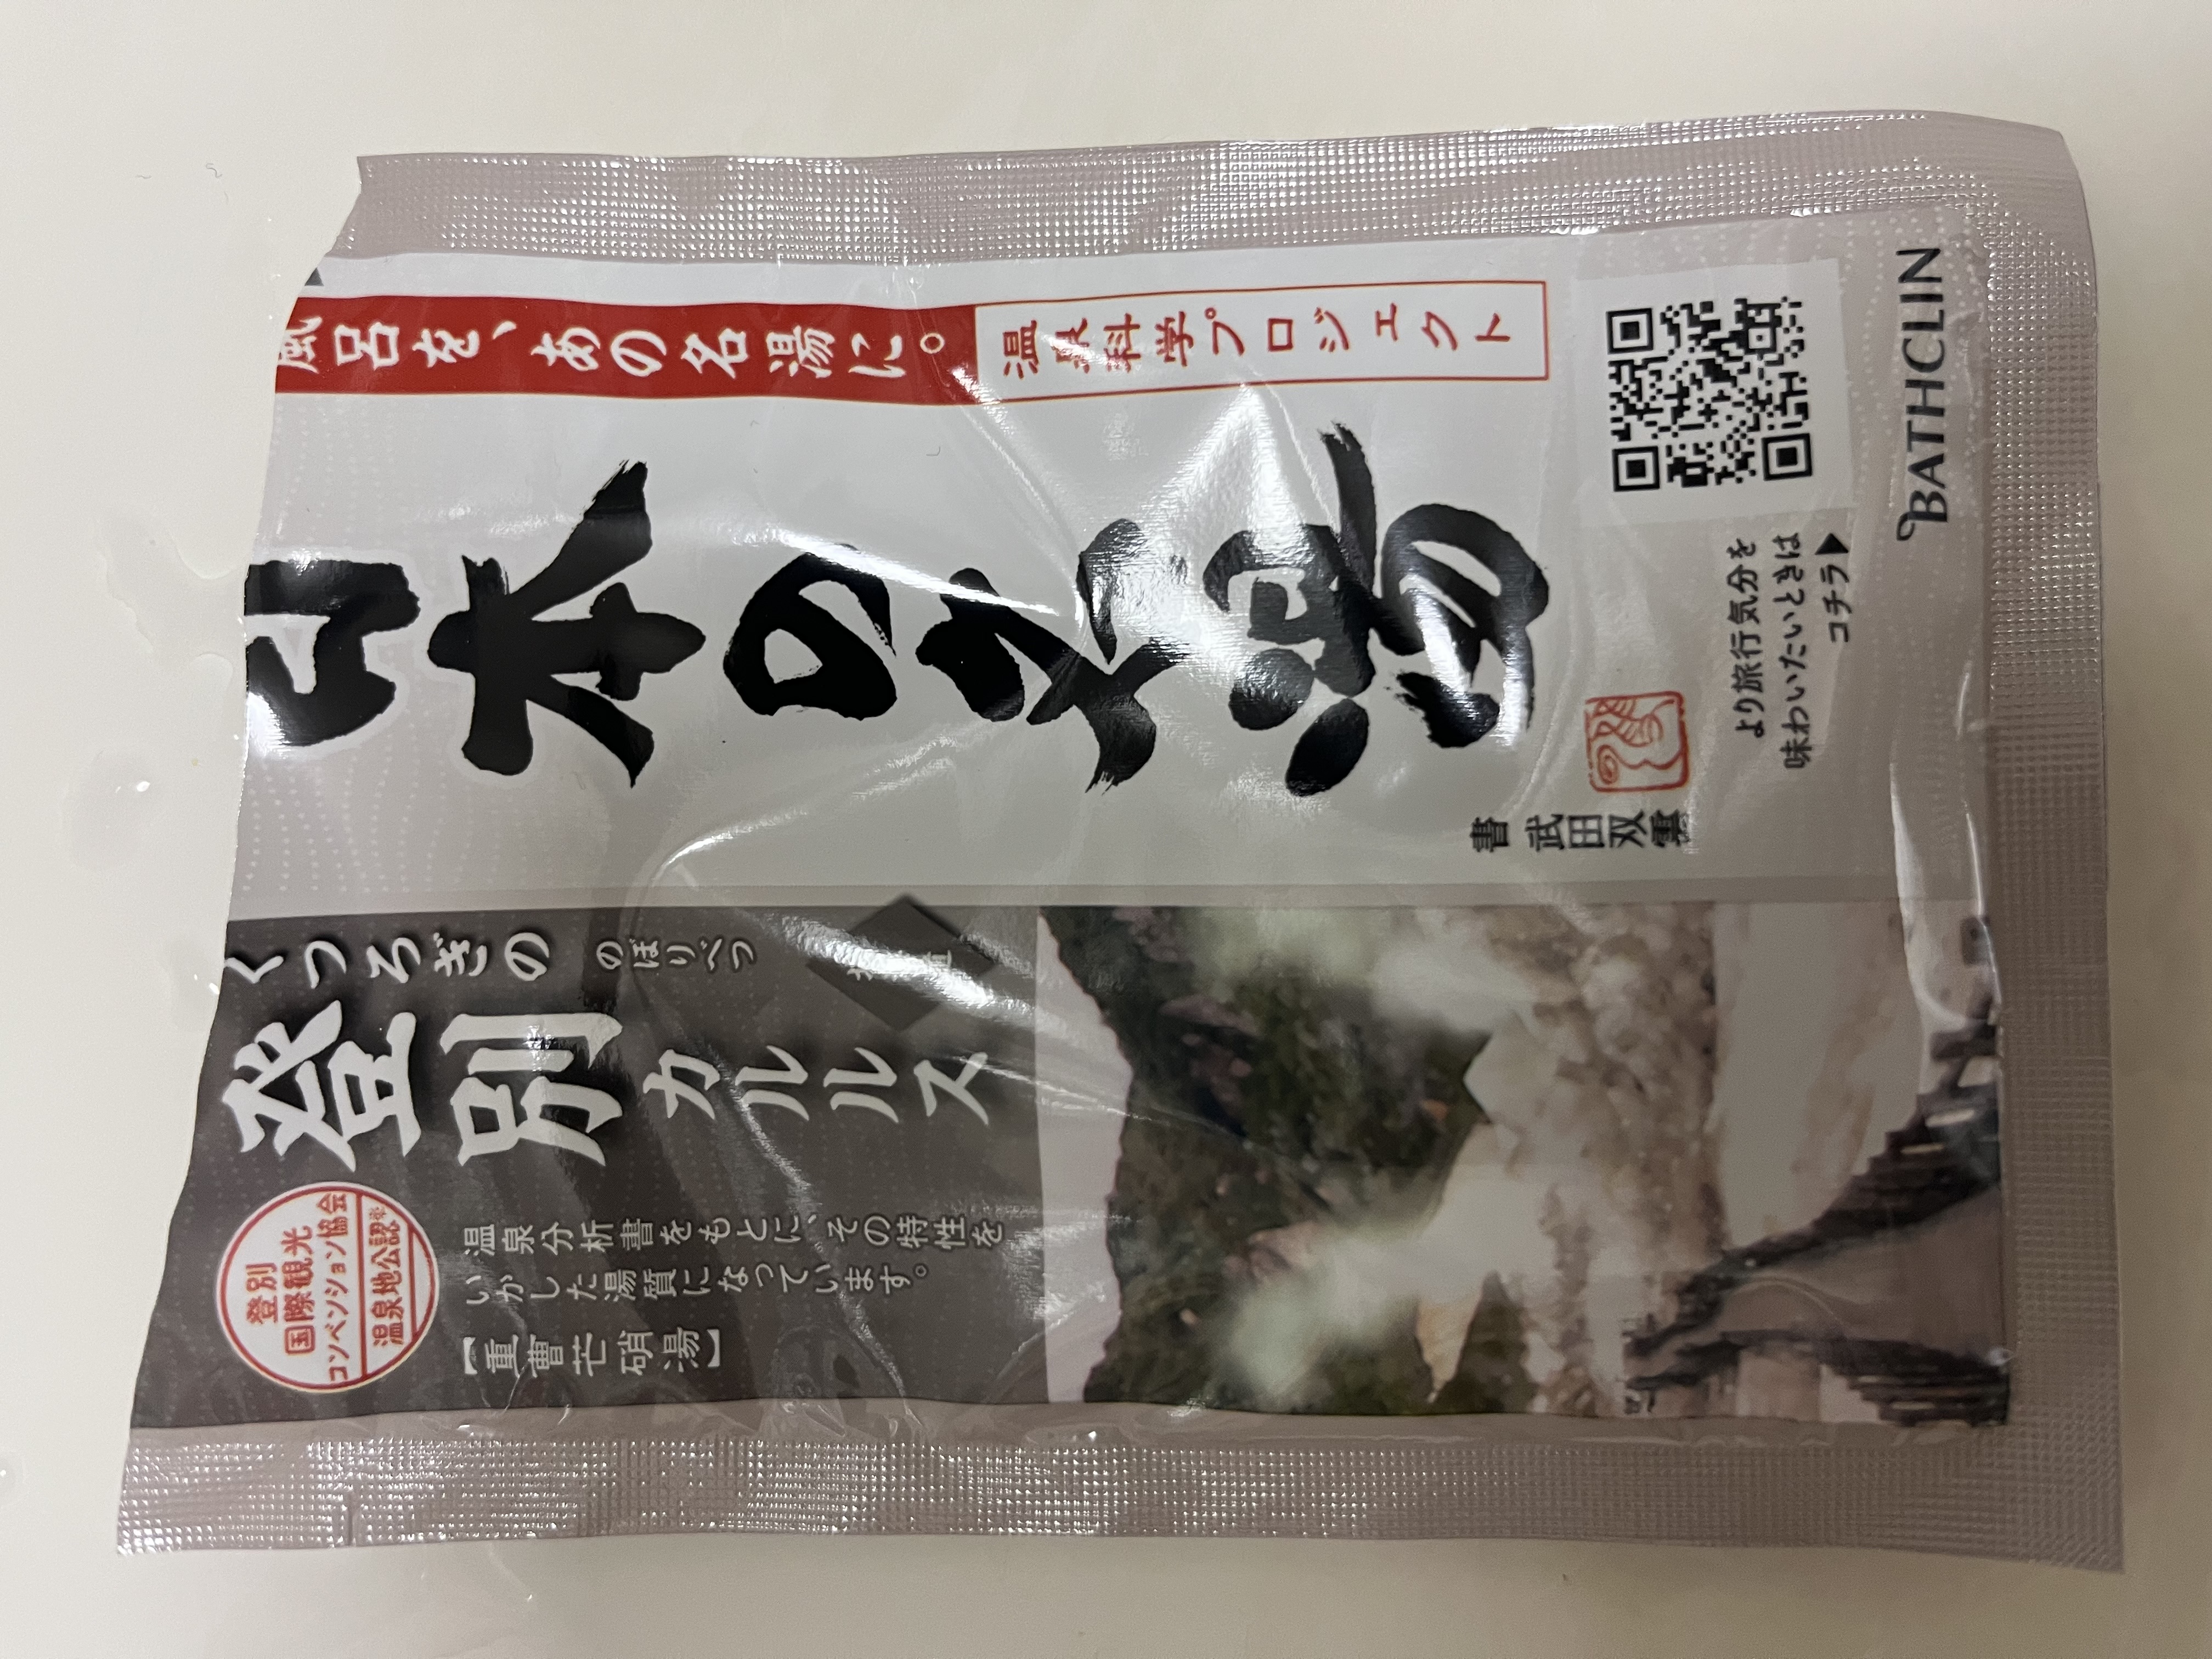 風呂を、あの名湯に。
温泉科学プロジェクト
日本の名湯
書 武田双雲
より旅行気分を
味わいたいときは
コチラ▶
BATHCLIN
くつろぎの
のぼりべつ
登別
カルルス
温泉分析書をもとに、その特性を
いかした湯質になっています。
【重曹芒硝湯】
登別
国際観光
コンベンション協会
温泉地公認※